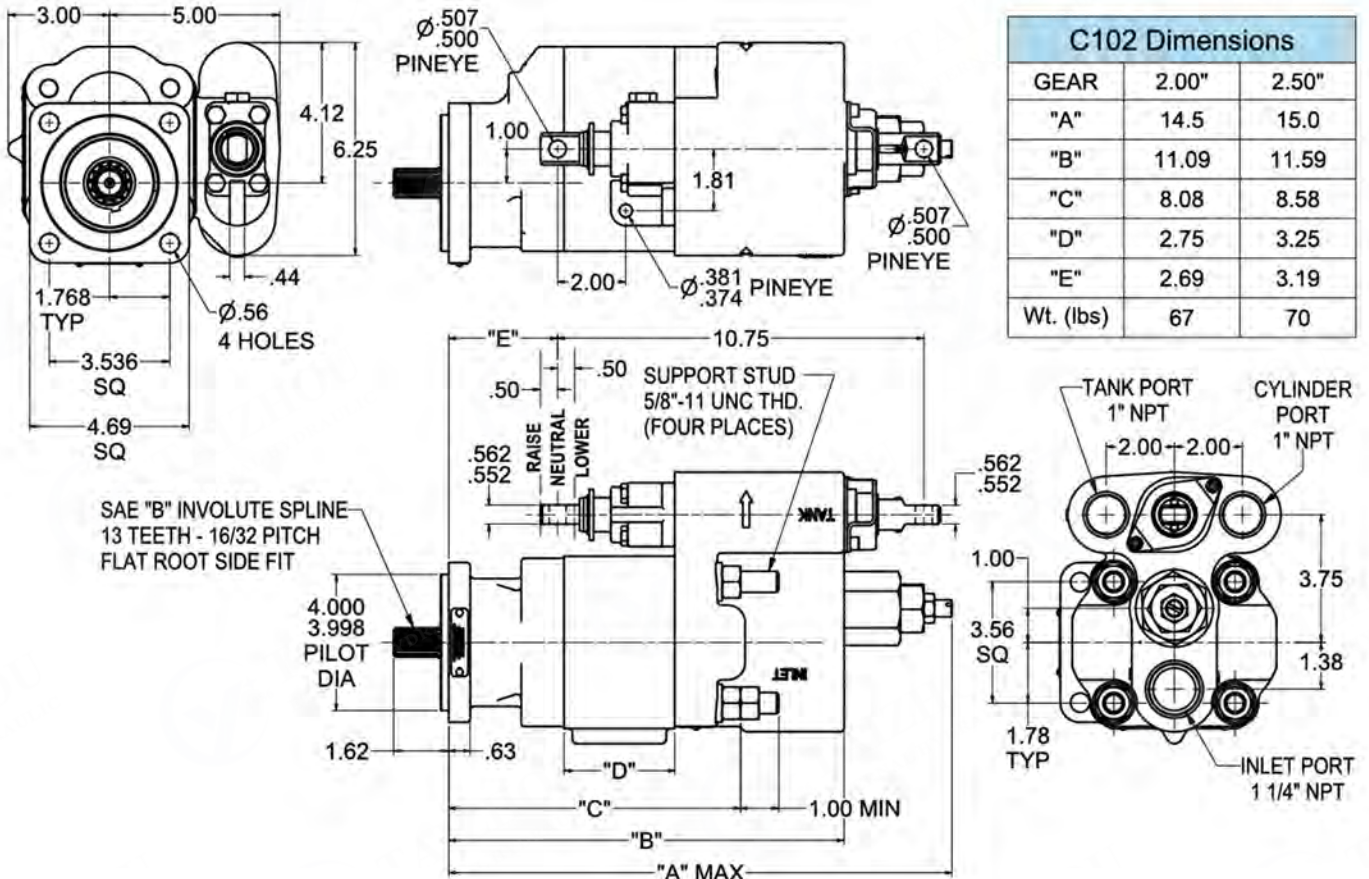 3.00
5.00
4.12
6.25
.44
1.768
TYP
Ø.56
4 HOLES
3.536
SQ
4.69
SQ
Ø.507
.500
PINEYE
1.00
1.81
2.00
Ø.381
.374 PINEYE
Ø.507
.500
PINEYE
C102 Dimensions
GEAR 2.00" 2.50"
"A" 14.5 15.0
"B" 11.09 11.59
"C" 8.08 8.58
"D" 2.75 3.25
"E" 2.69 3.19
Wt. (lbs) 67 70
"E"
10.75
.50
.50
RAISE
NEUTRAL
LOWER
SUPPORT STUD
5/8"-11 UNC THD.
(FOUR PLACES)
.562
.552
.562
.552
TANK
INLET
SAE "B" INVOLUTE SPLINE
13 TEETH - 16/32 PITCH
FLAT ROOT SIDE FIT
4.000
3.998
PILOT
DIA
1.62
.63
"D"
"C"
1.00 MIN
"B"
"A" MAX
TANK PORT
1" NPT
CYLINDER
PORT
1" NPT
2.00
2.00
1.00
3.56
SQ
3.75
1.38
1.78
TYP
INLET PORT
1 1/4" NPT